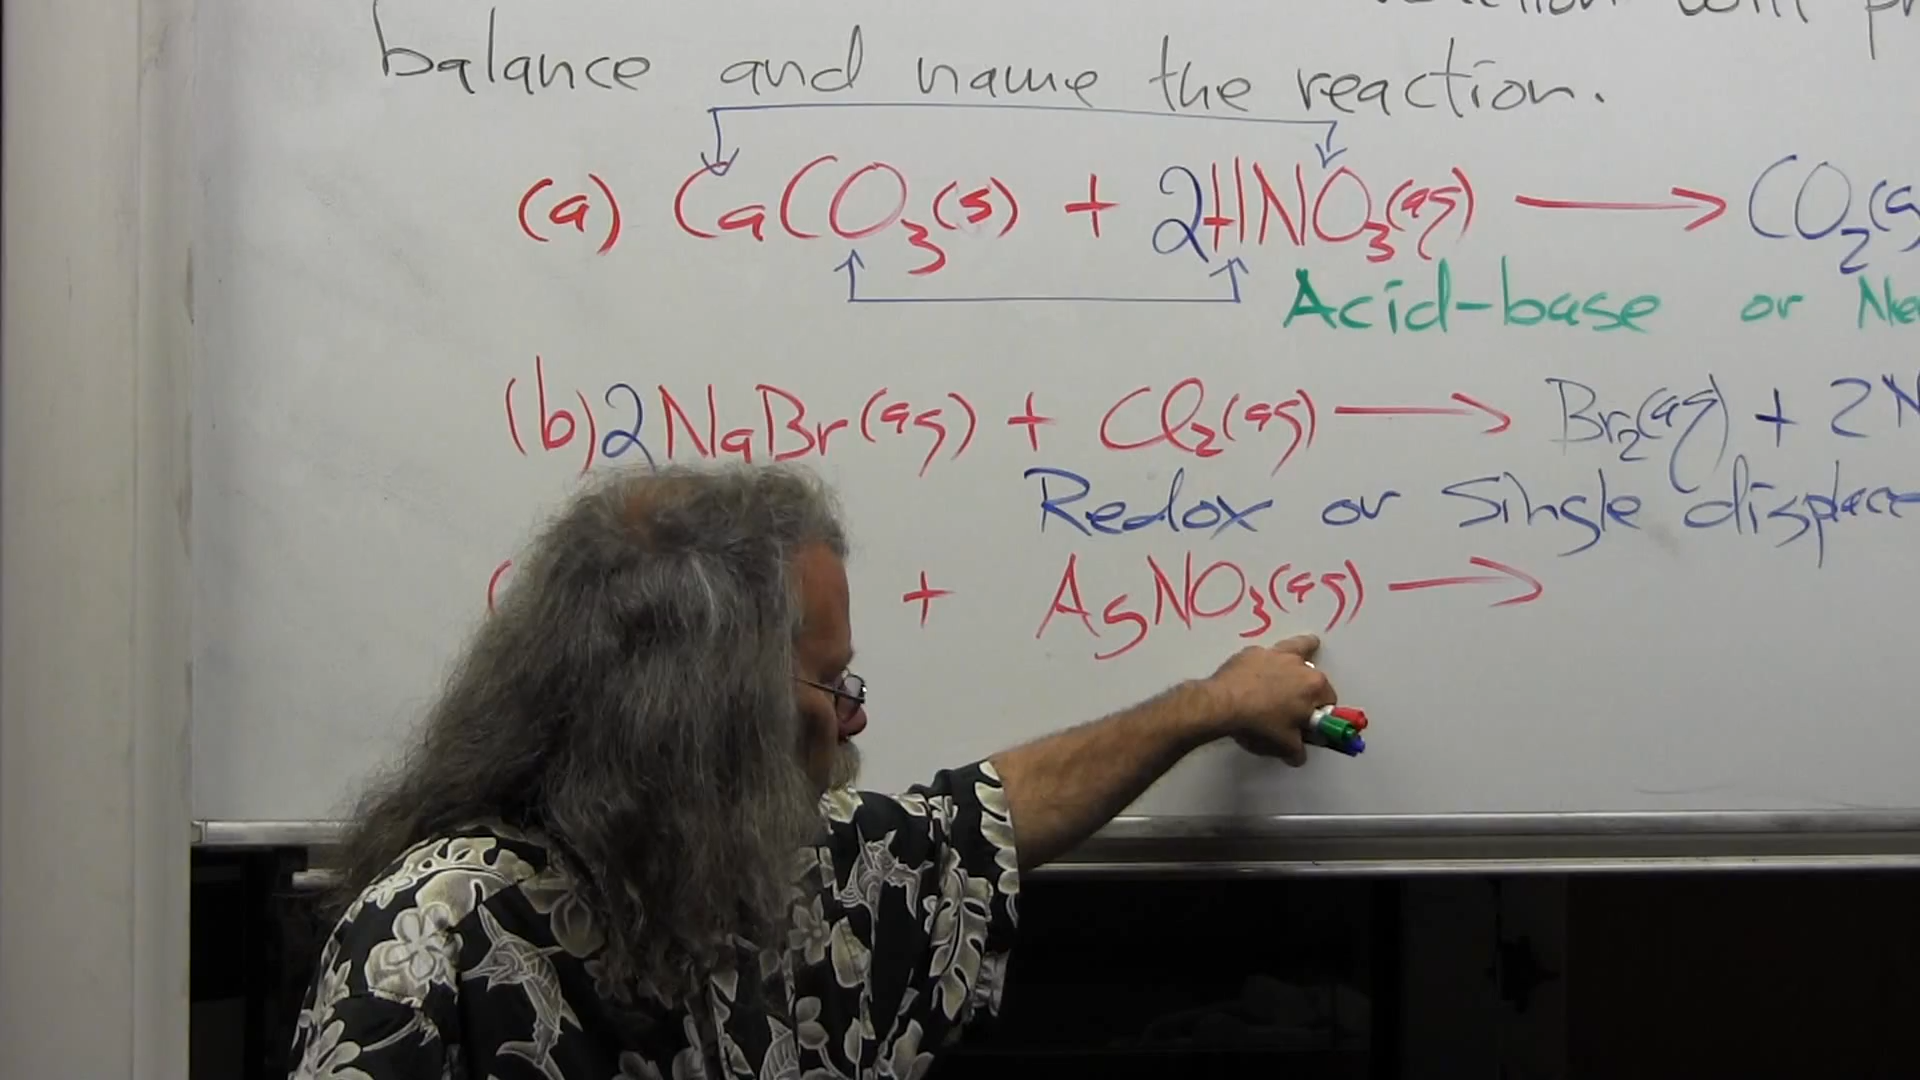 balance and name the reaction.
(a) CaCO₃(s) + 2HNO₃(aq) → CO₂(a
Acid-base or Ne
(b) 2NaBr(aq) + Cl₂(aq) → Br₂(aq) + 2N
Redox or Single displace
( + AgNO₃(aq) →